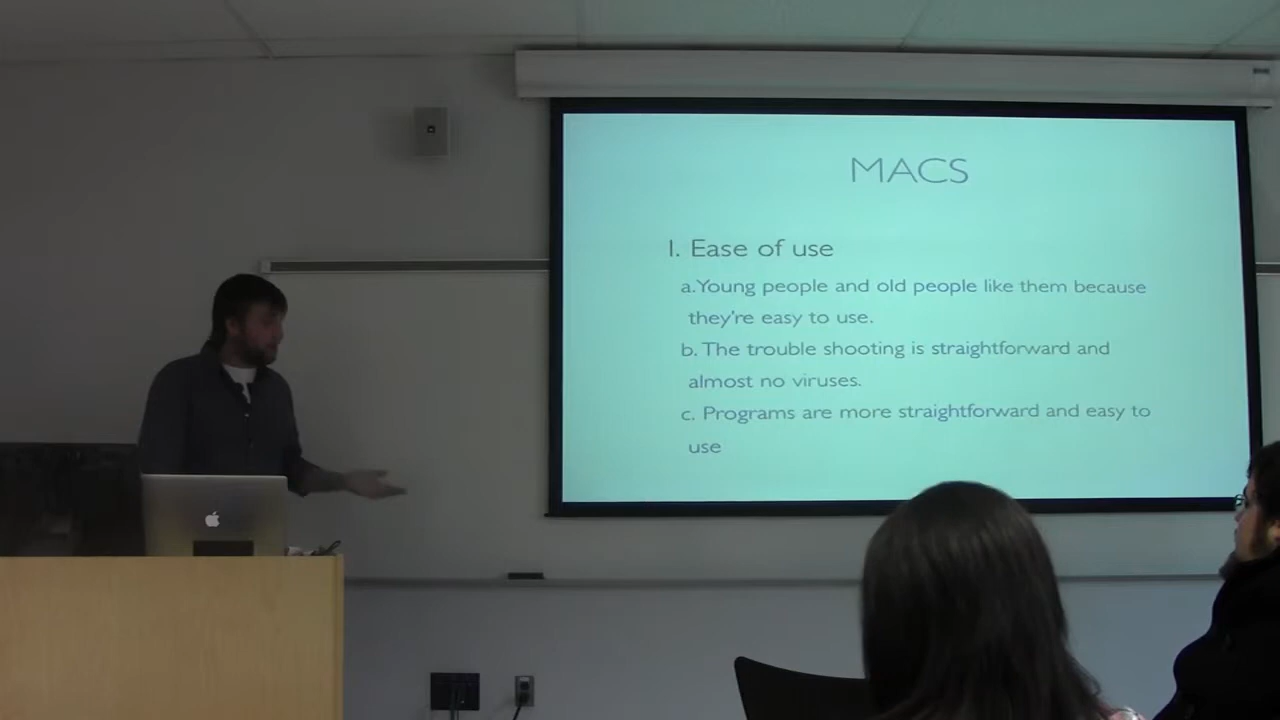 MACS
1. Ease of use
a. Young people and old people like them because
they're easy to use.
b. The trouble shooting is straightforward and
almost no viruses.
c. Programs are more straightforward and easy to
use